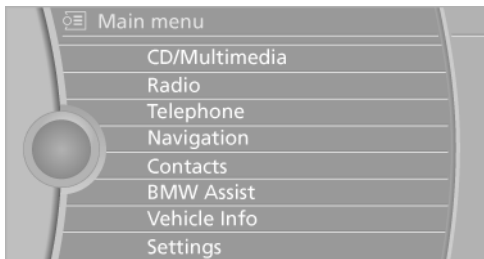 Main menu
CD/Multimedia
Radio
Telephone
Navigation
Contacts
BMW Assist
Vehicle Info
Settings